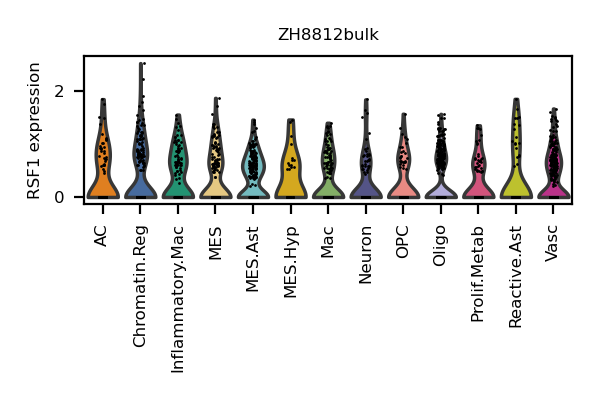 ZH8812bulk
RSF1 expression
2
0
AC
Chromatin.Reg
Inflammatory.Mac
MES
MES.Ast
MES.Hyp
Mac
Neuron
OPC
Oligo
Prolif.Metab
Reactive.Ast
Vasc